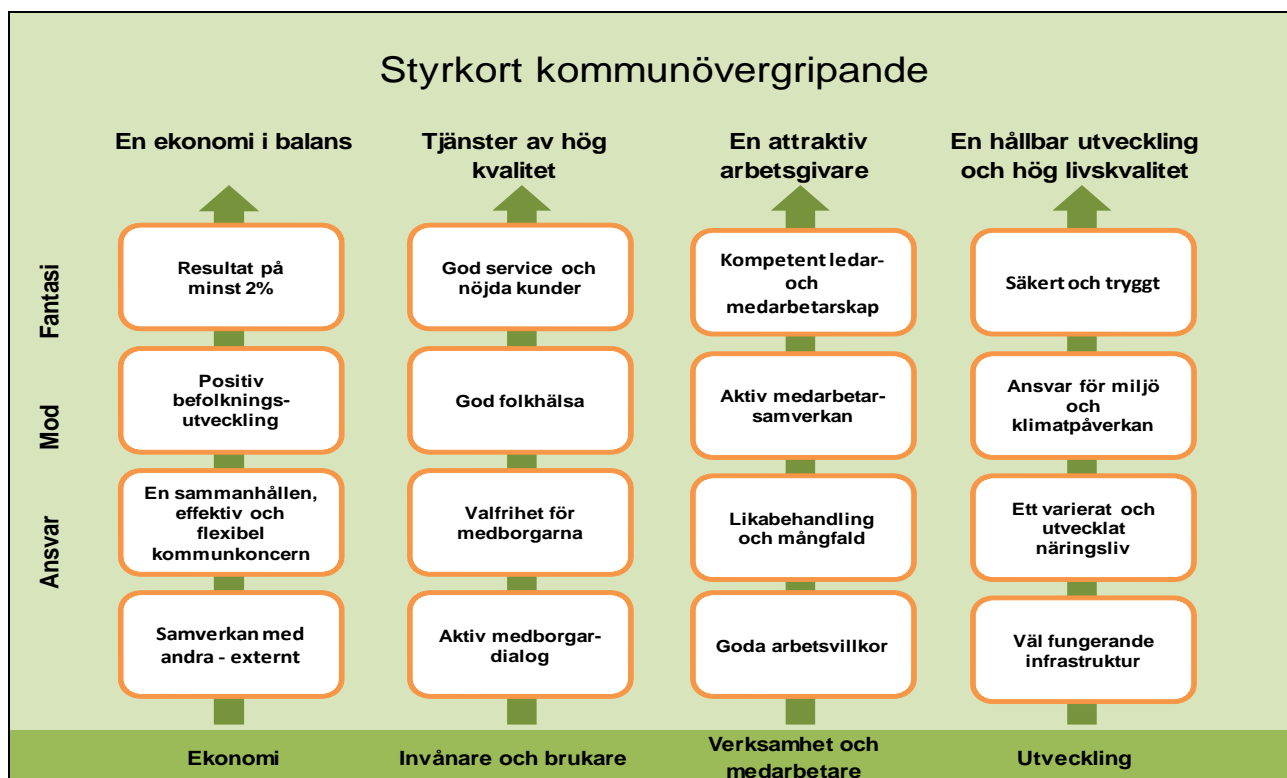 Styrkort kommunövergripande
En ekonomi i balans
Tjänster av hög
kvalitet
En attraktiv
arbetsgivare
En hållbar utveckling
och hög livskvalitet
Fantasi
Resultat på
minst 2%
God service och
nöjda kunder
Kompetent ledar-
och
medarbetarskap
Säkert och tryggt
Mod
Positiv
befolknings-
utveckling
God folkhälsa
Aktiv medarbetar-
samverkan
Ansvar för miljö
och
klimatpåverkan
Ansvar
En sammanhållen,
effektiv och
flexibel
kommunkoncern
Valfrihet för
medborgarna
Likabehandling
och mångfald
Ett varierat och
utvecklat
näringsliv
Samverkan med
andra - externt
Aktiv medborgar-
dialog
Goda arbetsvillkor
Väl fungerande
infrastruktur
Ekonomi
Invånare och brukare
Verksamhet och
medarbetare
Utveckling